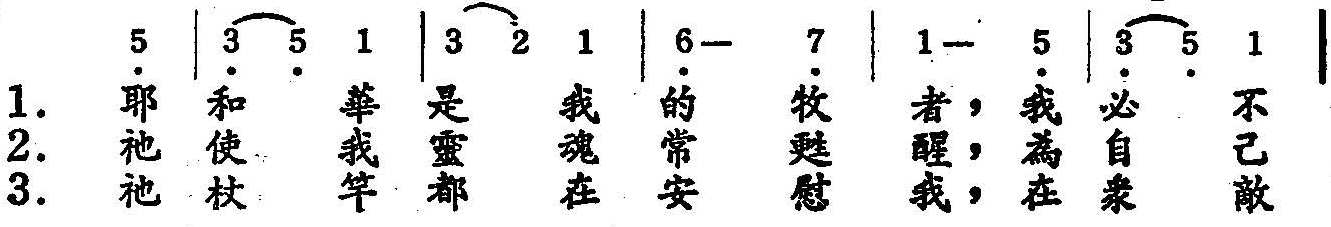 5 | 3 5 1 | 3 2 1 | 6 — 7 | 1 — 5 | 3 5 1 |
1. 耶和華是我的牧者，我必不
2. 祂使我靈魂常甦醒，為自己
3. 祂杖竿都在安慰我，在衆敵